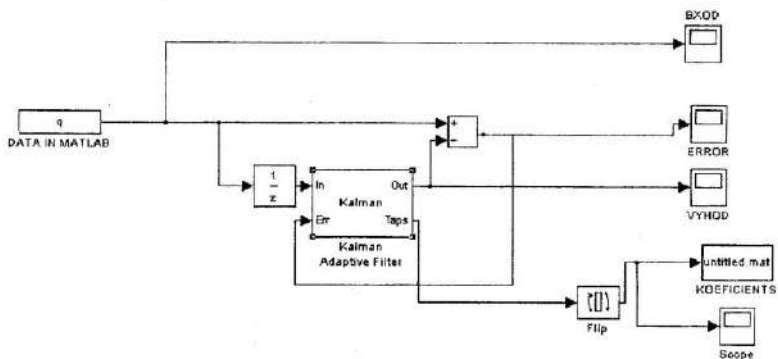 BXOD
q
DATA IN MATLAB
+
−
ERROR
1
z
In
Out
Kalman
Err
Taps
VYHOD
Kalman
Adaptive Filter
untitled.mat
KOEFICIENTS
Flip
Scope